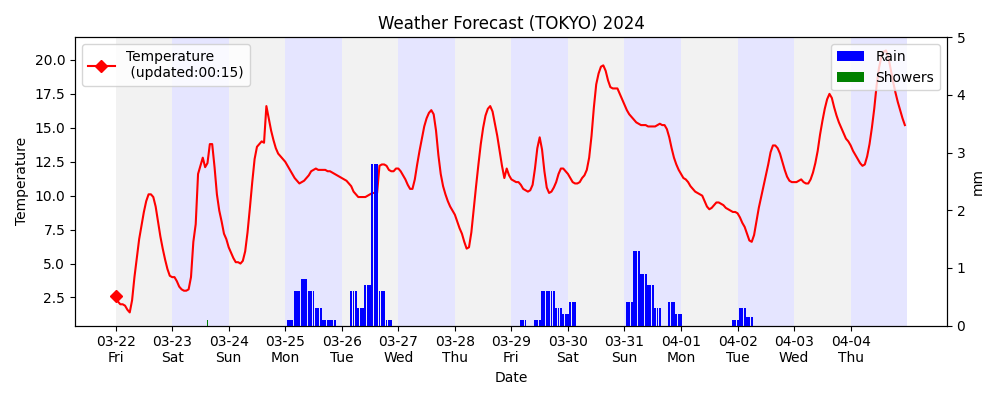 Weather Forecast (TOKYO) 2024
Temperature
(updated:00:15)
Rain
Showers
Temperature
20.0
17.5
15.0
12.5
10.0
7.5
5.0
2.5
5
4
3
2
1
0
mm
03-22 03-23 03-24 03-25 03-26 03-27 03-28 03-29 03-30 03-31 04-01 04-02 04-03 04-04
Fri Sat Sun Mon Tue Wed Thu Fri Sat Sun Mon Tue Wed Thu
Date